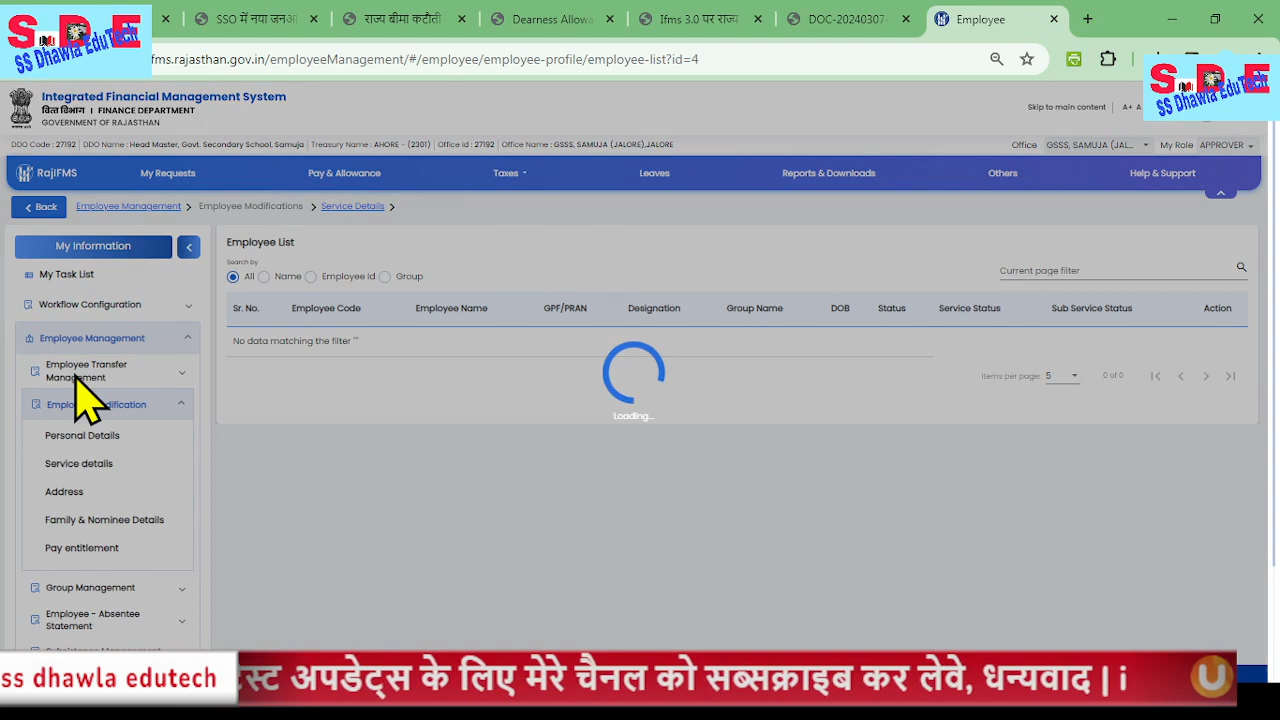 SSO में नया जनअ
राज्य बीमा कटौती
Dearness Allowa
Ifms 3.0 पर राज्य
DOC-20240307-
Employee
S D E
SS Dhawla EduTech
fms.rajasthan.gov.in/employeeManagement/#/employee/employee-profile/employee-list?id=4
S D E
SS Dhawla EduTech
Integrated Financial Management System
वित्त विभाग | FINANCE DEPARTMENT
GOVERNMENT OF RAJASTHAN
Skip to main content A+ A
DDO Code : 27192 DDO Name : Head Master, Govt. Secondary School, Samuja Treasury Name : AHORE - (2301) Office Id : 27192 Office Name : GSSS, SAMUJA (JALORE),JALORE
Office GSSS, SAMUJA (JAL... My Role APPROVER
RajIFMS My Requests Pay & Allowance Taxes Leaves Reports & Downloads Others Help & Support
Back Employee Management Employee Modifications Service Details
My Information
My Task List
Workflow Configuration
Employee Management
Employee Transfer
Management
Personal Details
Service details
Address
Family & Nominee Details
Pay entitlement
Group Management
Employee - Absentee
Statement
Employee List
Search by
All Name Employee Id Group
Current page filter
Sr. No. Employee Code Employee Name GPF/PRAN Designation Group Name DOB Status Service Status Sub Service Status Action
No data matching the filter ""
Items per page: 5 0 of 0
Loading...
ss dhawla edutech
टेस्ट अपडेट्स के लिए मेरे चैनल को सब्सक्राइब कर लेवे, धन्यवाद | i